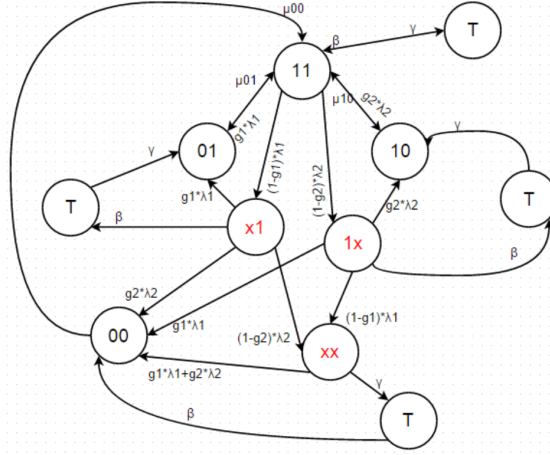 μ00
T
β
γ
11
μ01
μ10
g2*λ2
g1*λ1
01
10
γ
γ
(1-g1)*λ1
(1-g2)*λ2
T
g1*λ1
g2*λ2
T
β
x1
1x
β
g2*λ2
g1*λ1
(1-g1)*λ1
00
(1-g2)*λ2
xx
g1*λ1+g2*λ2
γ
β
T